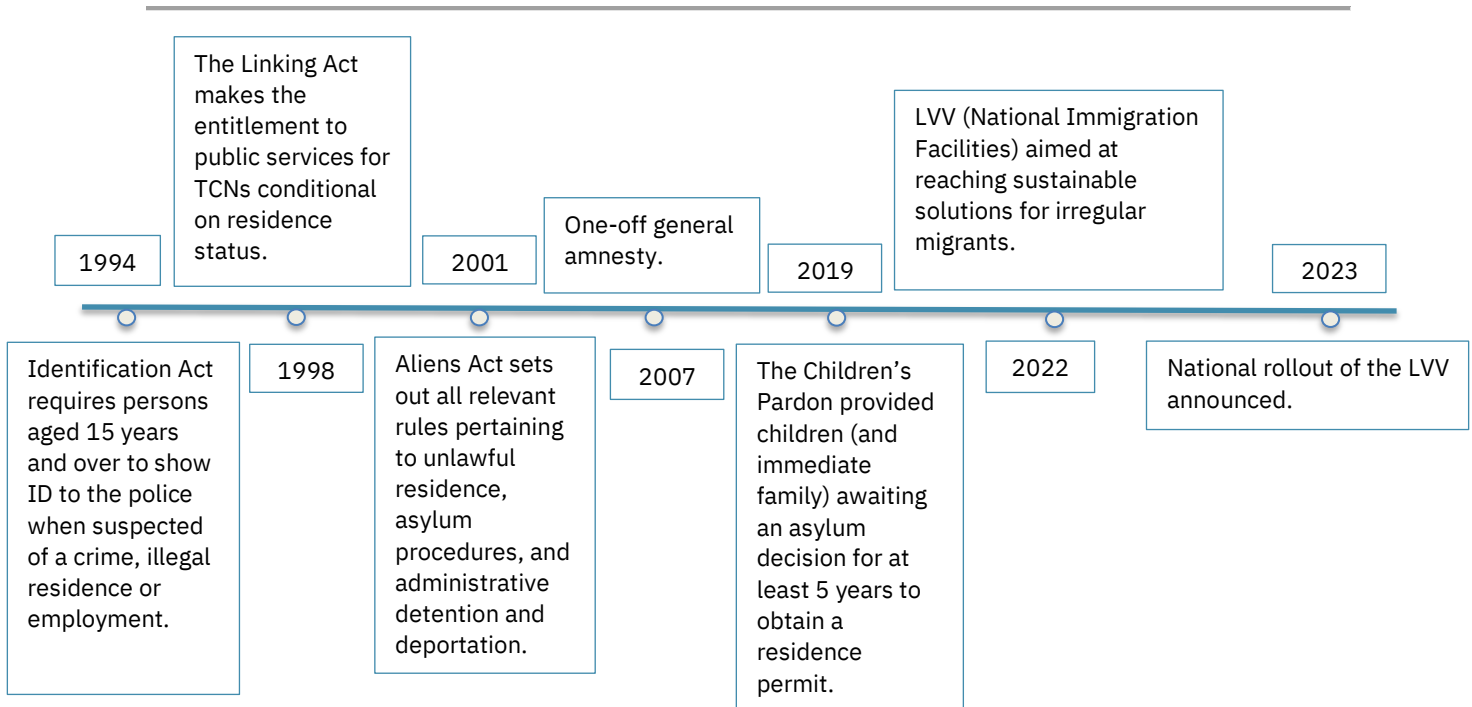 1994
Identification Act
requires persons
aged 15 years
and over to show
ID to the police
when suspected
of a crime, illegal
residence or
employment.
The Linking Act
makes the
entitlement to
public services for
TCNs conditional
on residence
status.
1998
2001
Aliens Act sets
out all relevant
rules pertaining
to unlawful
residence,
asylum
procedures, and
administrative
detention and
deportation.
One-off general
amnesty.
2007
2019
The Children’s
Pardon provided
children (and
immediate
family) awaiting
an asylum
decision for at
least 5 years to
obtain a
residence
permit.
LVV (National Immigration
Facilities) aimed at
reaching sustainable
solutions for irregular
migrants.
2022
2023
National rollout of the LVV
announced.